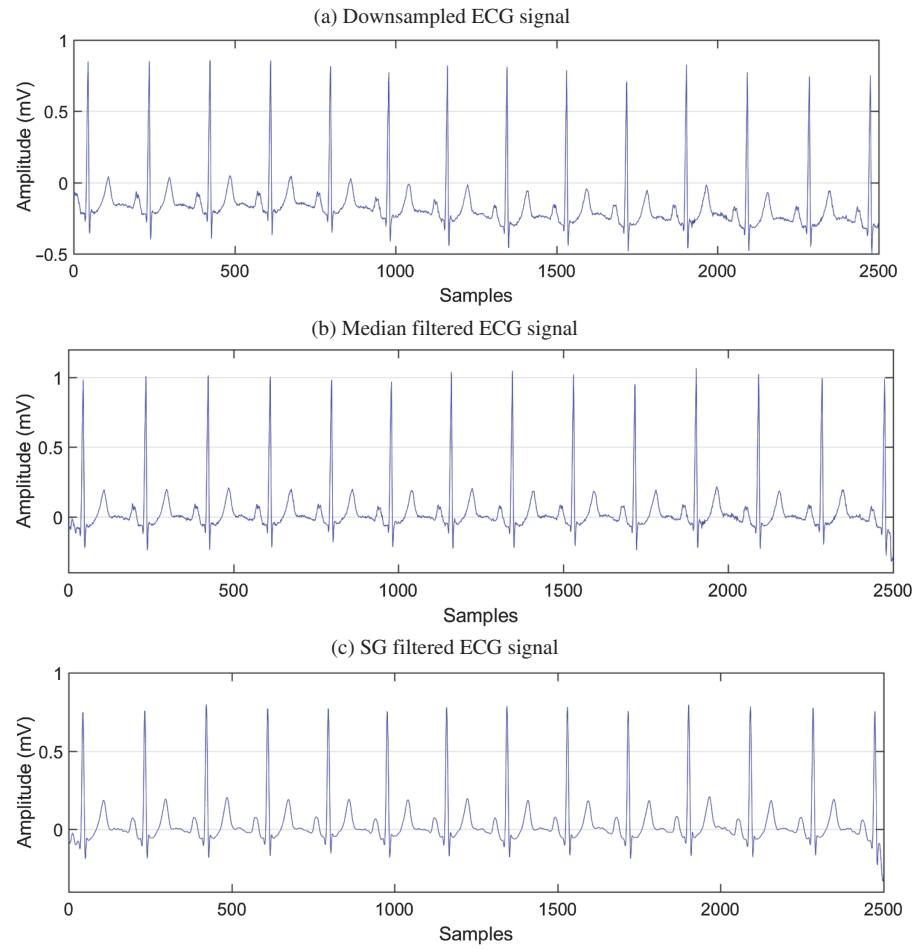 (a) Downsampled ECG signal
1
0.5
0
−0.5
Amplitude (mV)
0 500 1000 1500 2000 2500
Samples
(b) Median filtered ECG signal
1
0.5
0
Amplitude (mV)
0 500 1000 1500 2000 2500
Samples
(c) SG filtered ECG signal
1
0.5
0
Amplitude (mV)
0 500 1000 1500 2000 2500
Samples